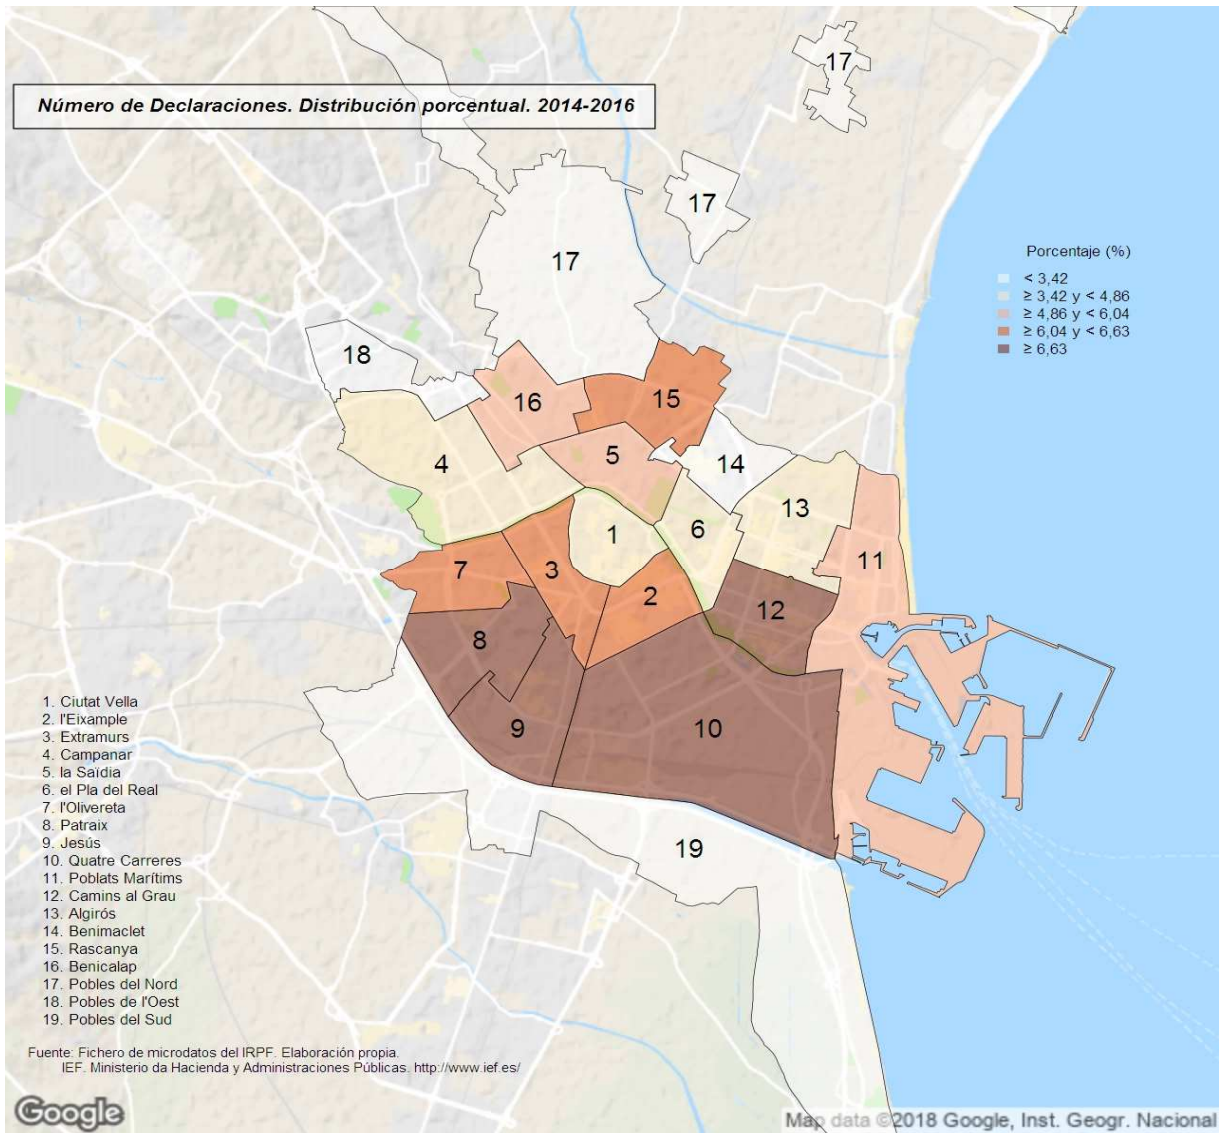 17
Número de Declaraciones. Distribución porcentual. 2014-2016
17
17
Porcentaje (%)
< 3,42
≥ 3,42 y < 4,86
≥ 4,86 y < 6,04
≥ 6,04 y < 6,63
≥ 6,63
18
16
15
4
5
14
13
1
6
11
7
3
2
12
8
9
10
19
1. Ciutat Vella
2. l'Eixample
3. Extramurs
4. Campanar
5. la Saïdia
6. el Pla del Real
7. l'Olivereta
8. Patraix
9. Jesús
10. Quatre Carreres
11. Poblats Marítims
12. Camins al Grau
13. Algirós
14. Benimaclet
15. Rascanya
16. Benicalap
17. Pobles del Nord
18. Pobles de l'Oest
19. Pobles del Sud
Fuente: Fichero de microdatos del IRPF. Elaboración propia.
IEF. Ministerio da Hacienda y Administraciones Públicas. http://www.ief.es/
Google
Map data ©2018 Google, Inst. Geogr. Nacional